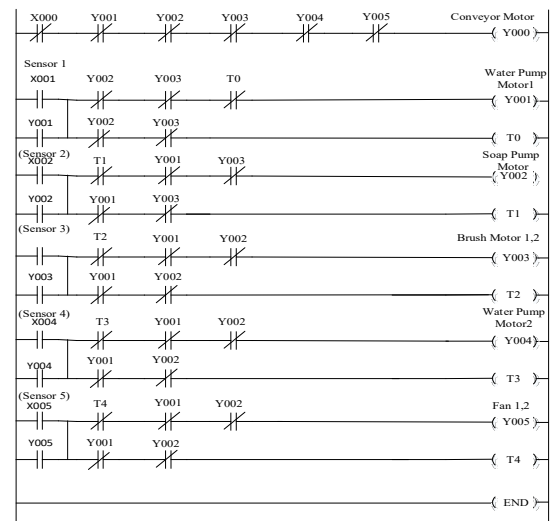 X000 Y001 Y002 Y003 Y004 Y005 Conveyor Motor
Y000
Sensor 1
X001 Y002 Y003 T0 Water Pump
Motor1
Y001
Y001 Y002 Y003
T0
(Sensor 2) Soap Pump
X002 T1 Y001 Y003 Motor
Y002
Y002 Y001 Y003
T1
(Sensor 3)
T2 Y001 Y002 Brush Motor 1,2
Y003
Y003 Y001 Y002
T2
(Sensor 4) Water Pump
X004 T3 Y001 Y002 Motor2
Y004
Y004 Y001 Y002
T3
(Sensor 5)
X005 T4 Y001 Y002 Fan 1,2
Y005
Y005 Y001 Y002
T4
END